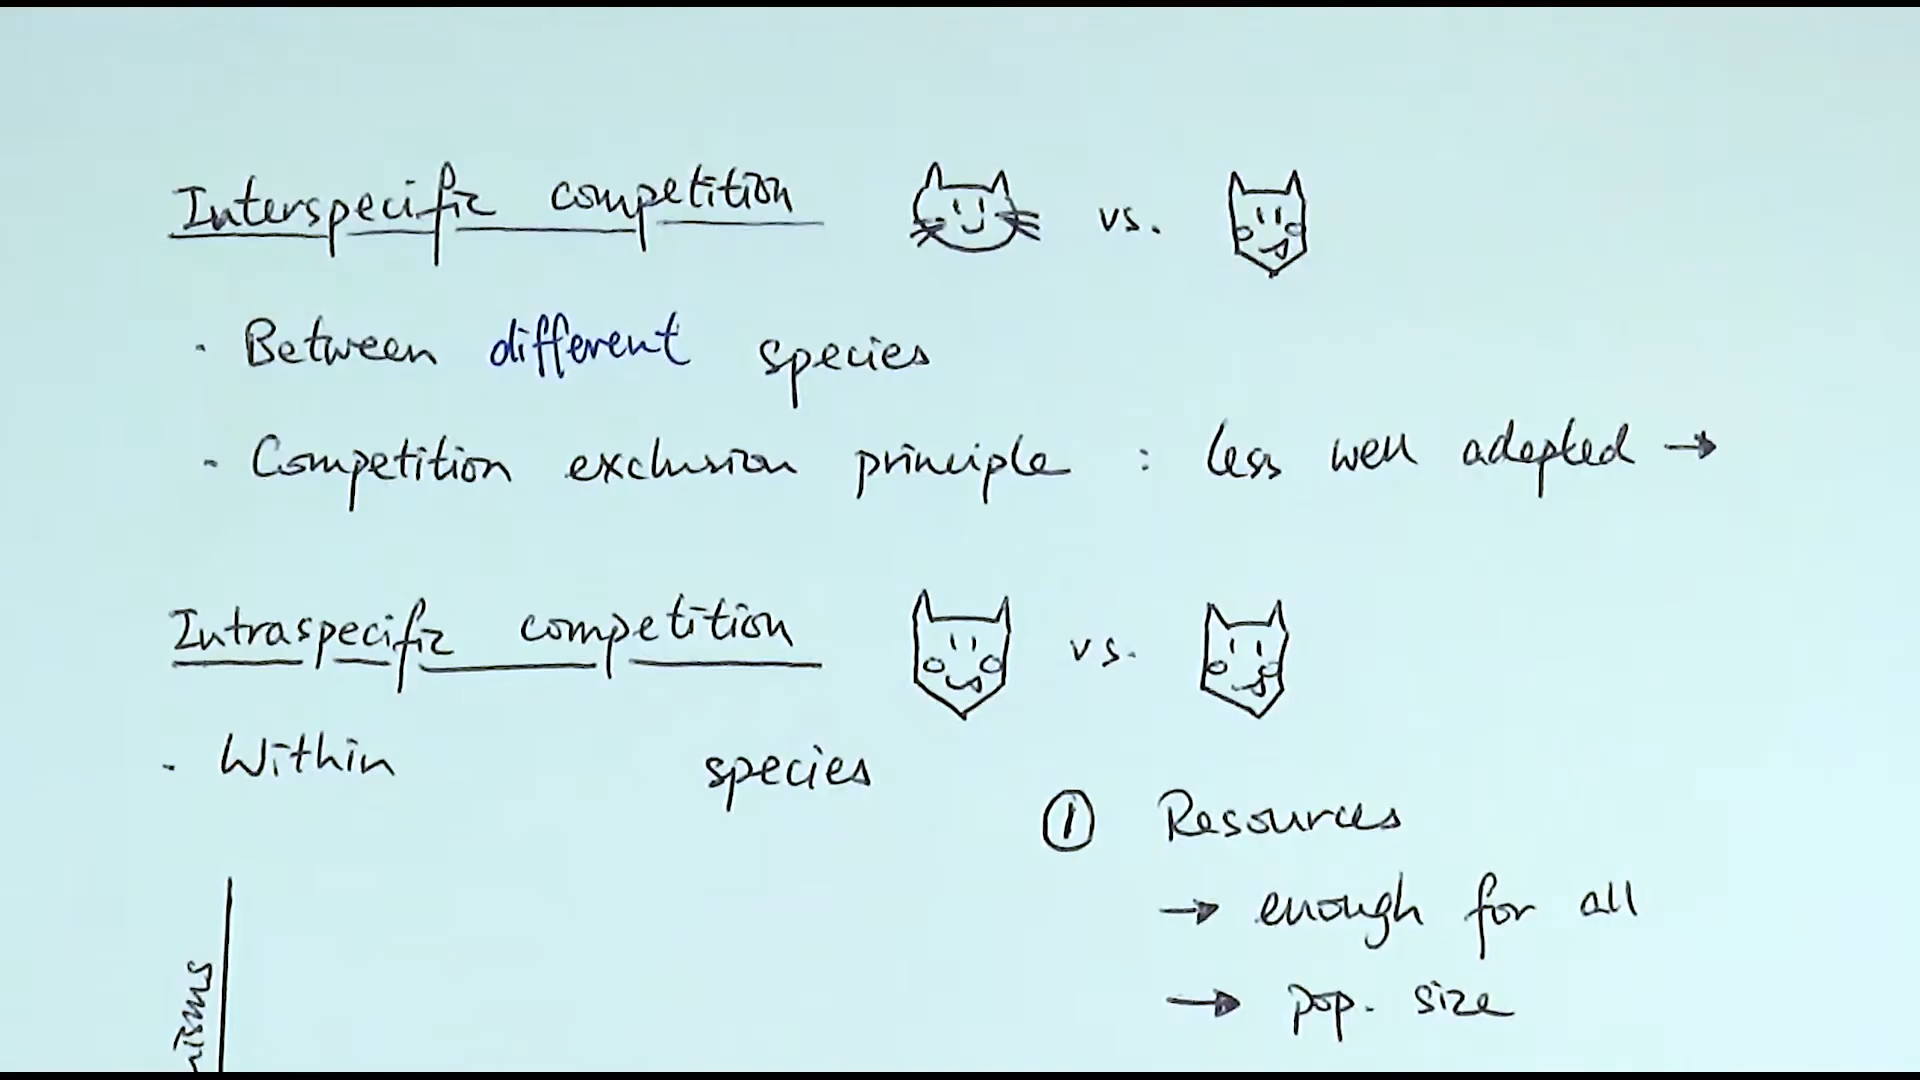 Interspecific competition vs.
· Between different species
· Competition exclusion principle : less well adapted →
Intraspecific competition vs.
· Within species
① Resources
→ enough for all
→ pop. size
nisms